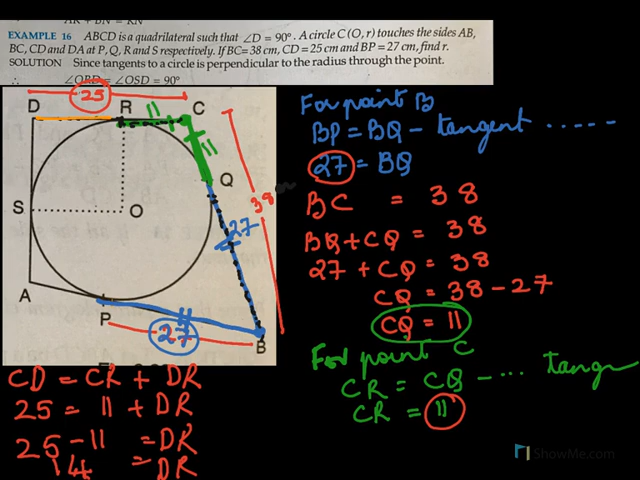 EXAMPLE 16 ABCD is a quadrilateral such that ∠D = 90°. A circle C (O, r) touches the sides AB,
BC, CD and DA at P, Q, R and S respectively. If BC= 38 cm, CD = 25 cm and BP = 27 cm, find r.
SOLUTION Since tangents to a circle is perpendicular to the radius through the point.
∴ ∠ORD = ∠OSD = 90°
25
D R C
11
11
Q
38
27
S O
A
P
27
B
For point B
BP = BQ - tangent .....
27 = BQ
BC = 38
BQ + CQ = 38
27 + CQ = 38
CQ = 38 - 27
CQ = 11
For point C
CR = CQ - ... tangen
CR = 11
CD = CR + DR
25 = 11 + DR
25 - 11 = DR
14 = DR
ShowMe.com